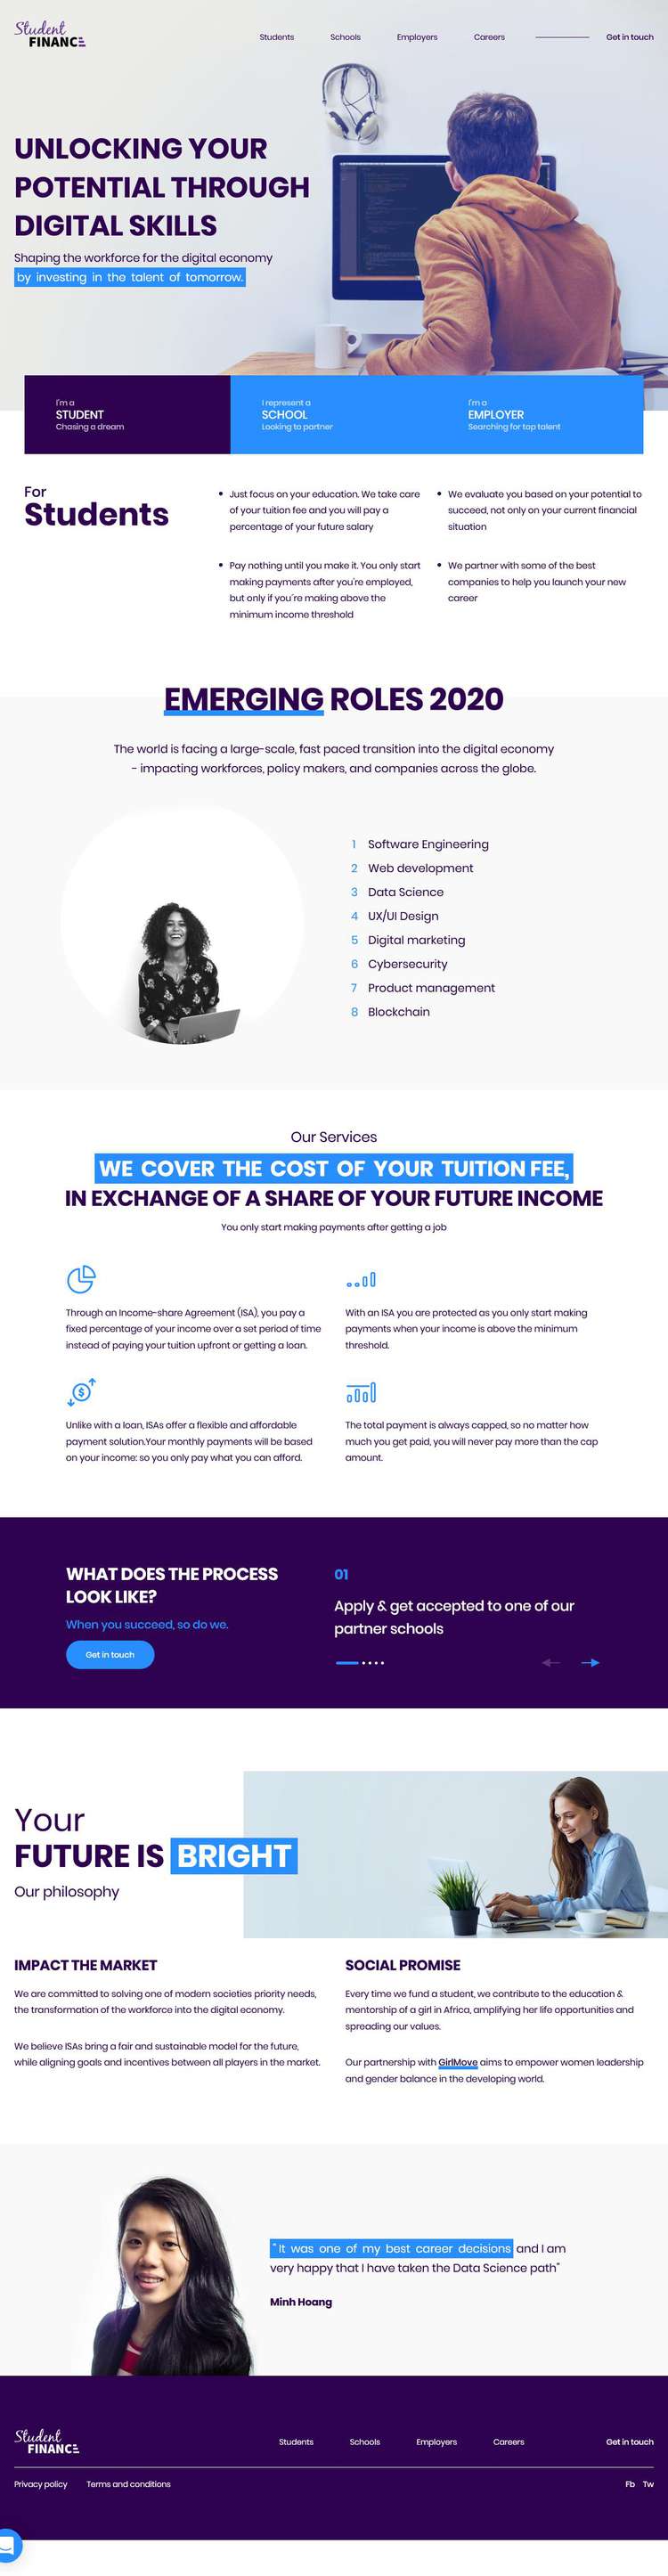 Student
FINANCE
Students
Schools
Employers
Careers
Get in touch
UNLOCKING YOUR
POTENTIAL THROUGH
DIGITAL SKILLS
Shaping the workforce for the digital economy
by investing in the talent of tomorrow.
I'm a
STUDENT
Chasing a dream
I represent a
SCHOOL
Looking to partner
I'm a
EMPLOYER
Searching for top talent
For
Students
Just focus on your education. We take care
of your tuition fee and you will pay a
percentage of your future salary
We evaluate you based on your potential to
succeed, not only on your current financial
situation
Pay nothing until you make it. You only start
making payments after you're employed,
but only if you're making above the
minimum income threshold
We partner with some of the best
companies to help you launch your new
career
EMERGING ROLES 2020
The world is facing a large-scale, fast paced transition into the digital economy
- impacting workforces, policy makers, and companies across the globe.
1 Software Engineering
2 Web development
3 Data Science
4 UX/UI Design
5 Digital marketing
6 Cybersecurity
7 Product management
8 Blockchain
Our Services
WE COVER THE COST OF YOUR TUITION FEE,
IN EXCHANGE OF A SHARE OF YOUR FUTURE INCOME
You only start making payments after getting a job
Through an Income-share Agreement (ISA), you pay a
fixed percentage of your income over a set period of time
instead of paying your tuition upfront or getting a loan.
With an ISA you are protected as you only start making
payments when your income is above the minimum
threshold.
$
Unlike with a loan, ISAs offer a flexible and affordable
payment solution.Your monthly payments will be based
on your income: so you only pay what you can afford.
The total payment is always capped, so no matter how
much you get paid, you will never pay more than the cap
amount.
WHAT DOES THE PROCESS
LOOK LIKE?
When you succeed, so do we.
Get in touch
01
Apply & get accepted to one of our
partner schools
Your
FUTURE IS BRIGHT
Our philosophy
IMPACT THE MARKET
We are committed to solving one of modern societies priority needs,
the transformation of the workforce into the digital economy.
We believe ISAs bring a fair and sustainable model for the future,
while aligning goals and incentives between all players in the market.
SOCIAL PROMISE
Every time we fund a student, we contribute to the education &
mentorship of a girl in Africa, amplifying her life opportunities and
spreading our values.
Our partnership with GirlMove aims to empower women leadership
and gender balance in the developing world.
"It was one of my best career decisions and I am
very happy that I have taken the Data Science path"
Minh Hoang
Student
FINANCE
Students
Schools
Employers
Careers
Get in touch
Privacy policy
Terms and conditions
Fb
Tw